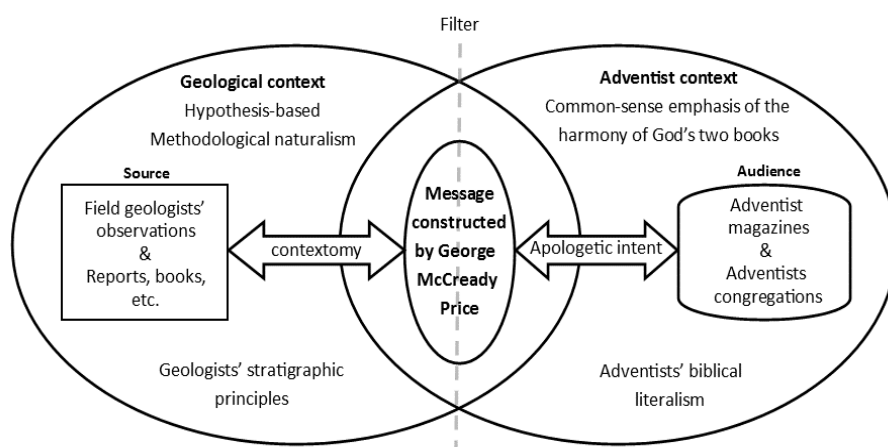 Filter
Geological context
Hypothesis-based
Methodological naturalism
Adventist context
Common-sense emphasis of the
harmony of God's two books
Source
Field geologists'
observations
&
Reports, books,
etc.
contextomy
Message
constructed
by George
McCready
Price
Apologetic intent
Audience
Adventist
magazines
&
Adventists
congregations
Geologists' stratigraphic
principles
Adventists' biblical
literalism